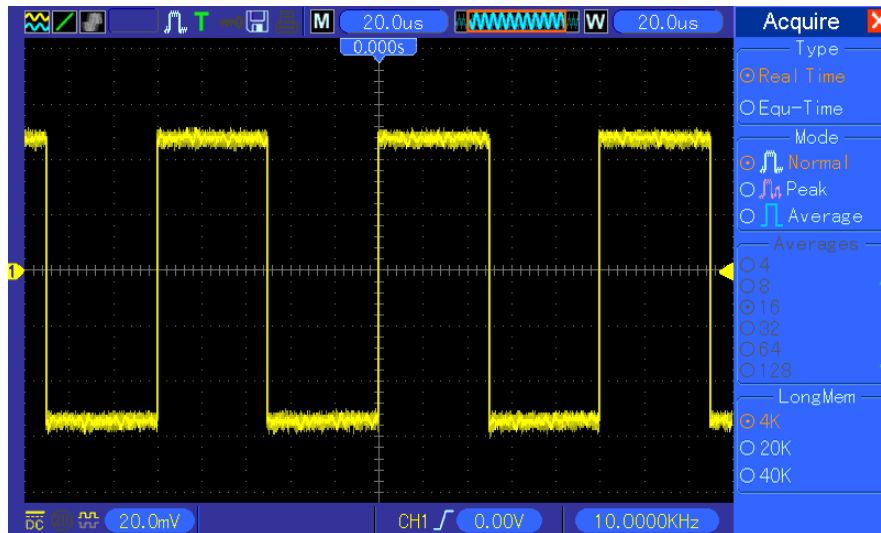 T M 20.0us W 20.0us Acquire
0.000s
Type
Real Time
Equ-Time
Mode
Normal
Peak
Average
Averages
4
8
16
32
64
128
LongMem
4K
20K
40K
1
DC 20.0mV CH1 0.00V 10.0000KHz